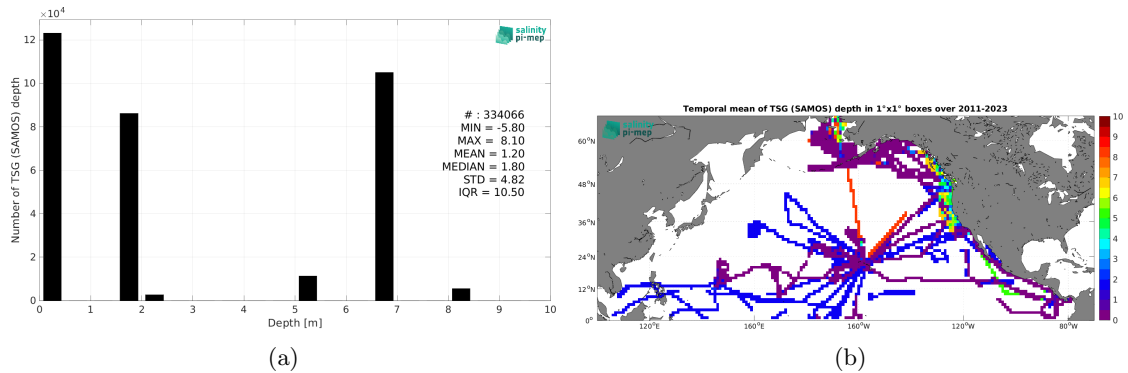 ×10⁴
12
10
8
6
4
2
0
Number of TSG (SAMOS) depth
0 1 2 3 4 5 6 7 8 9 10
Depth [m]
salinity
pi-mep
# : 334066
MIN = -5.80
MAX = 8.10
MEAN = 1.20
MEDIAN = 1.80
STD = 4.82
IQR = 10.50
(a)
Temporal mean of TSG (SAMOS) depth in 1°x1° boxes over 2011-2023
salinity
pi-mep
60°N
48°N
36°N
24°N
12°N
0°
120°E 160°E 160°W 120°W 80°W
10
9
8
7
6
5
4
3
2
1
0
(b)